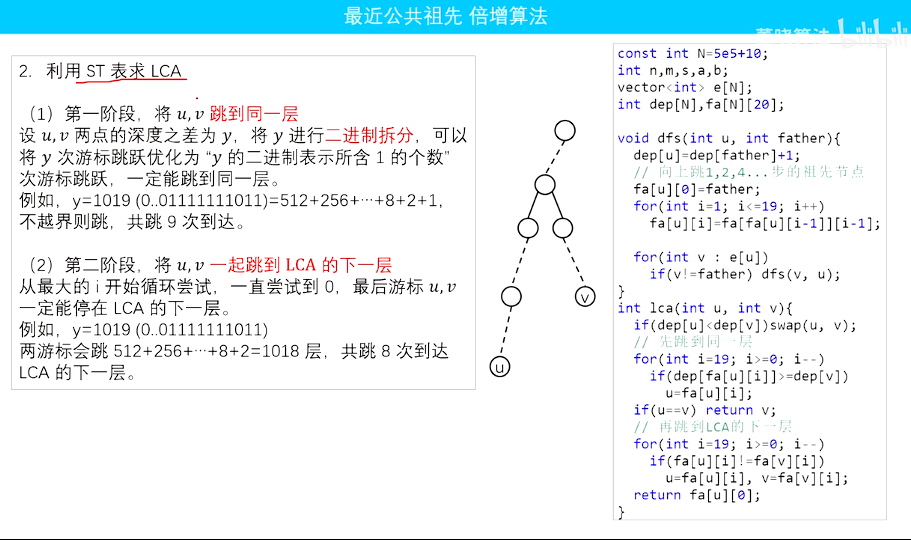 最近公共祖先 倍增算法
bilibili
2. 利用 ST 表求 LCA
(1) 第一阶段，将 u, v 跳到同一层
设 u, v 两点的深度之差为 y，将 y 进行二进制拆分，可以
将 y 次游标跳跃优化为 “y 的二进制表示所含 1 的个数”
次游标跳跃，一定能跳到同一层。
例如，y=1019 (0..01111111011)=512+256+⋯+8+2+1,
不越界则跳，共跳 9 次到达。
(2) 第二阶段，将 u, v 一起跳到 LCA 的下一层
从最大的 i 开始循环尝试，一直尝试到 0，最后游标 u, v
一定能停在 LCA 的下一层。
例如，y=1019 (0..01111111011)
两游标会跳 512+256+⋯+8+2=1018 层，共跳 8 次到达
LCA 的下一层。
v
u
const int N=5e5+10;
int n,m,s,a,b;
vector<int> e[N];
int dep[N],fa[N][20];
void dfs(int u, int father){
dep[u]=dep[father]+1;
// 向上跳1,2,4...步的祖先节点
fa[u][0]=father;
for(int i=1; i<=19; i++)
fa[u][i]=fa[fa[u][i-1]][i-1];
for(int v : e[u])
if(v!=father) dfs(v, u);
}
int lca(int u, int v){
if(dep[u]<dep[v])swap(u, v);
// 先跳到同一层
for(int i=19; i>=0; i--)
if(dep[fa[u][i]]>=dep[v])
u=fa[u][i];
if(u==v) return v;
// 再跳到LCA的下一层
for(int i=19; i>=0; i--)
if(fa[u][i]!=fa[v][i])
u=fa[u][i], v=fa[v][i];
return fa[u][0];
}